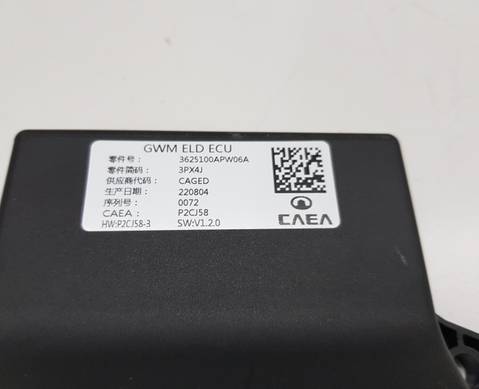 GWM ELD ECU
零件号: 3625100APW06A
零件简码: 3PX4J
供应商代码: CAGED
生产日期: 220804
序列号: 0072
CAEA: P2CJ58
HW:P2CJ58-3 SW:V1.2.0
CAEA